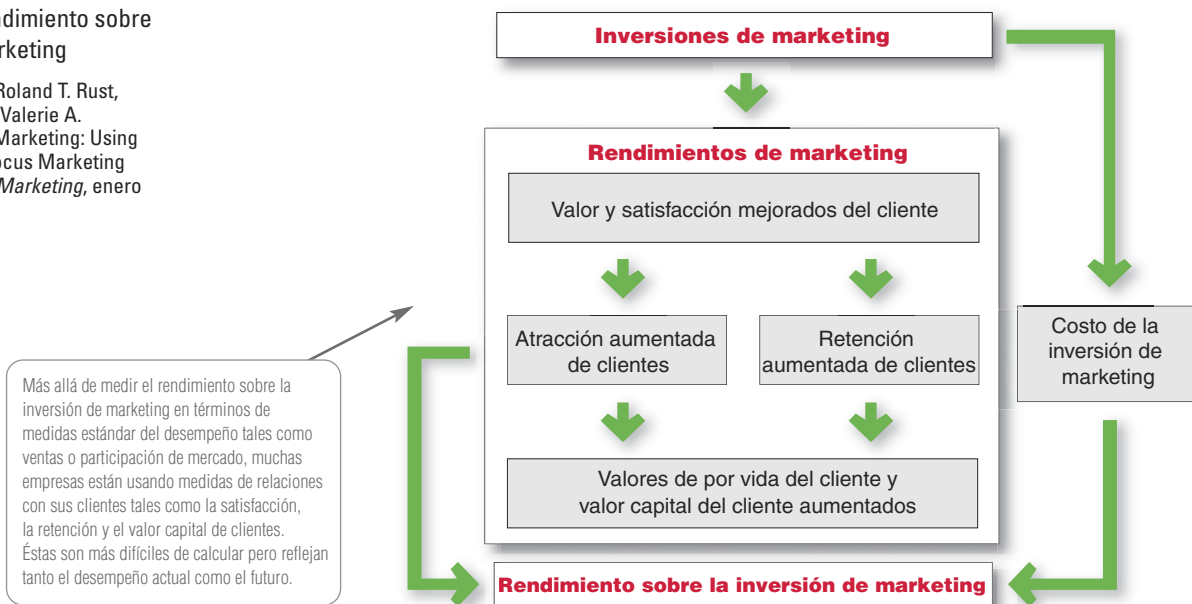 ndimiento sobre
rketing
Roland T. Rust,
Valerie A.
Marketing: Using
ocus Marketing
Marketing, enero
Inversiones de marketing
Rendimientos de marketing
Valor y satisfacción mejorados del cliente
Atracción aumentada
de clientes
Retención
aumentada de clientes
Costo de la
inversión de
marketing
Valores de por vida del cliente y
valor capital del cliente aumentados
Rendimiento sobre la inversión de marketing
Más allá de medir el rendimiento sobre la
inversión de marketing en términos de
medidas estándar del desempeño tales como
ventas o participación de mercado, muchas
empresas están usando medidas de relaciones
con sus clientes tales como la satisfacción,
la retención y el valor capital de clientes.
Éstas son más difíciles de calcular pero reflejan
tanto el desempeño actual como el futuro.